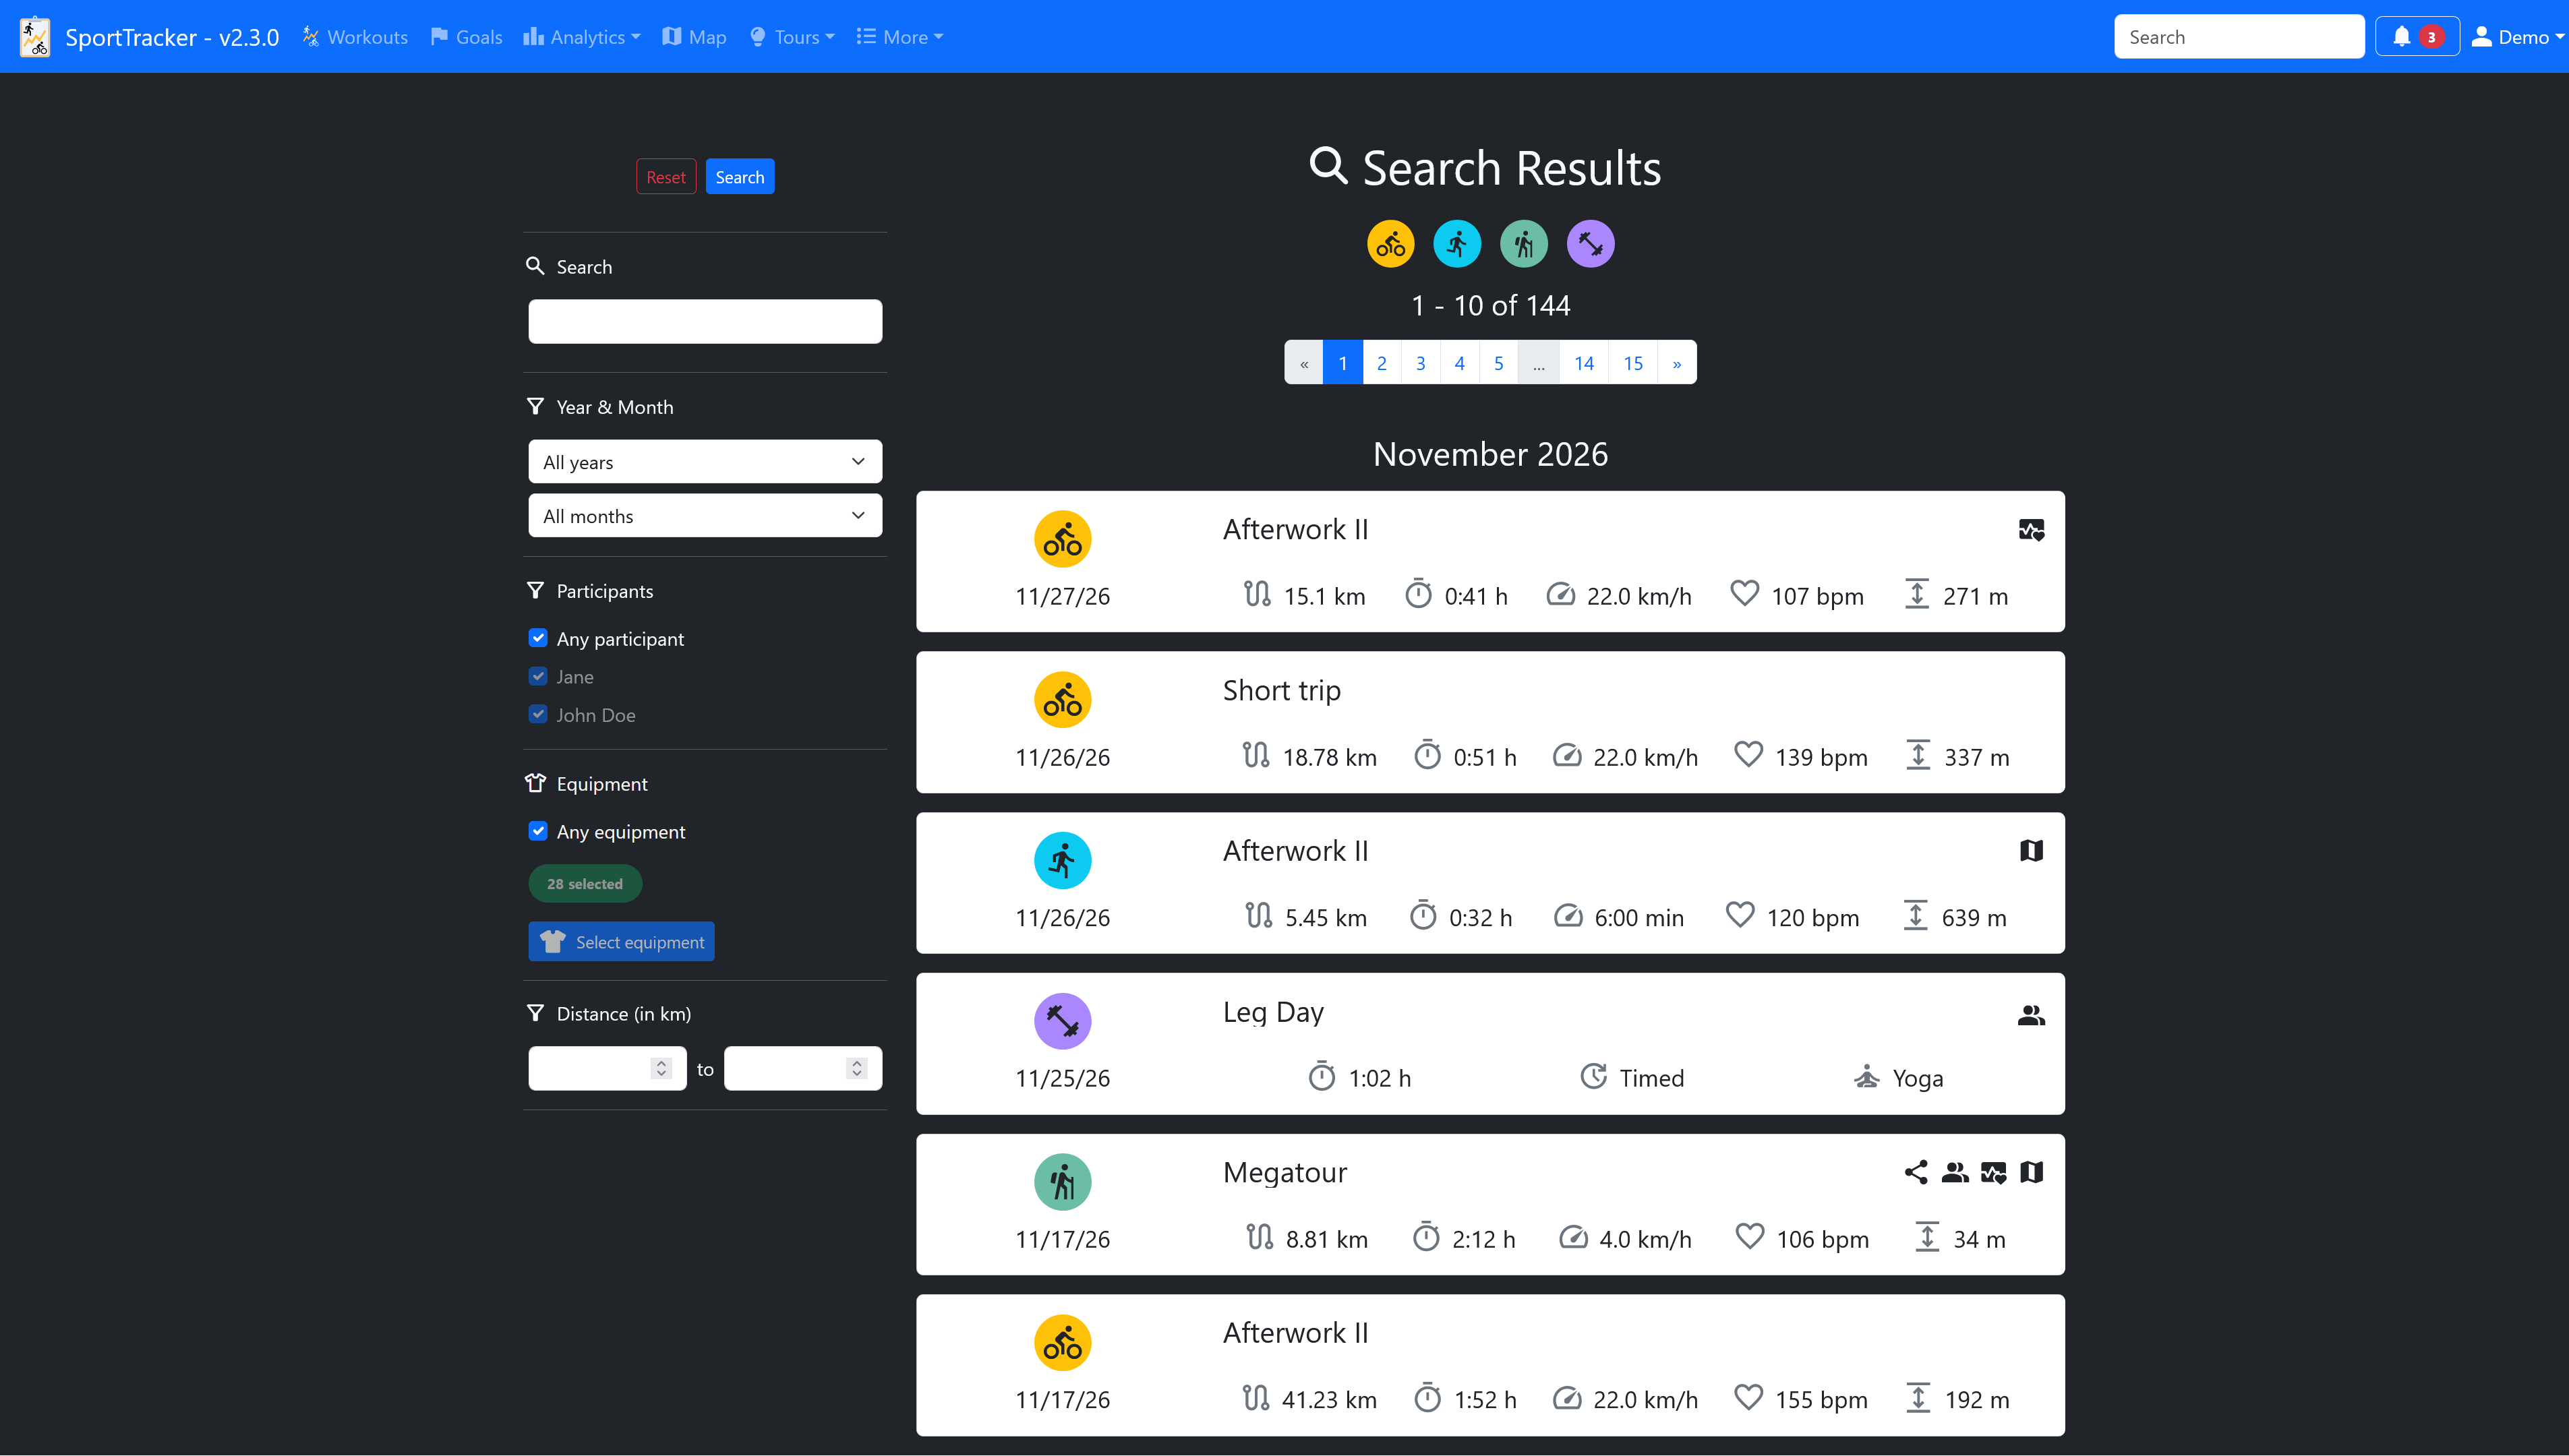 SportTracker - v2.3.0 Workouts Goals Analytics Map Tours More Search 3 Demo
Reset Search
Search
Year & Month
All years
All months
Participants
Any participant
Jane
John Doe
Equipment
Any equipment
28 selected
Select equipment
Distance (in km)
to
Search Results
1 - 10 of 144
« 1 2 3 4 5 ... 14 15 »
November 2026
Afterwork II
11/27/26 15.1 km 0:41 h 22.0 km/h 107 bpm 271 m
Short trip
11/26/26 18.78 km 0:51 h 22.0 km/h 139 bpm 337 m
Afterwork II
11/26/26 5.45 km 0:32 h 6:00 min 120 bpm 639 m
Leg Day
11/25/26 1:02 h Timed Yoga
Megatour
11/17/26 8.81 km 2:12 h 4.0 km/h 106 bpm 34 m
Afterwork II
11/17/26 41.23 km 1:52 h 22.0 km/h 155 bpm 192 m